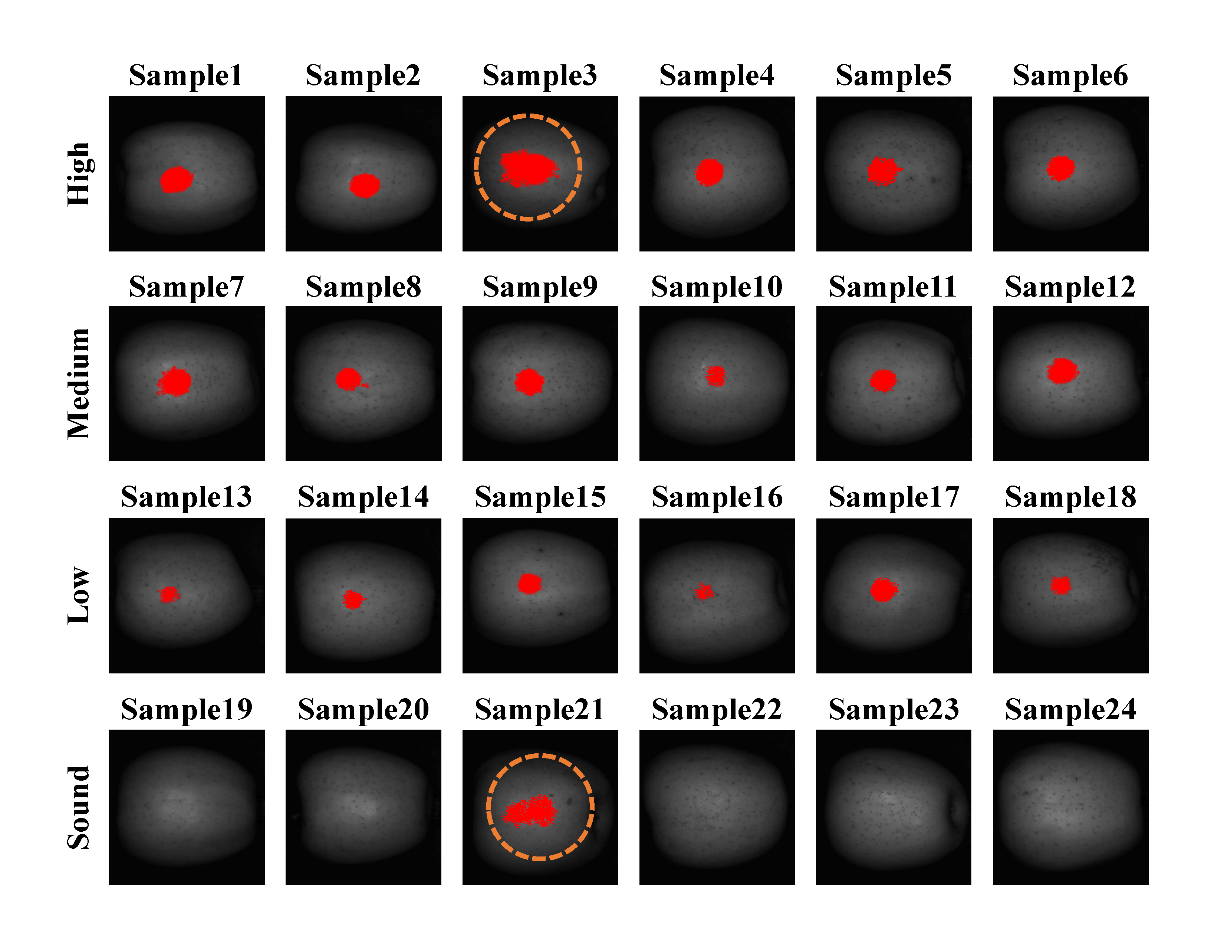 Sample1 Sample2 Sample3 Sample4 Sample5 Sample6
High
Sample7 Sample8 Sample9 Sample10 Sample11 Sample12
Medium
Sample13 Sample14 Sample15 Sample16 Sample17 Sample18
Low
Sample19 Sample20 Sample21 Sample22 Sample23 Sample24
Sound